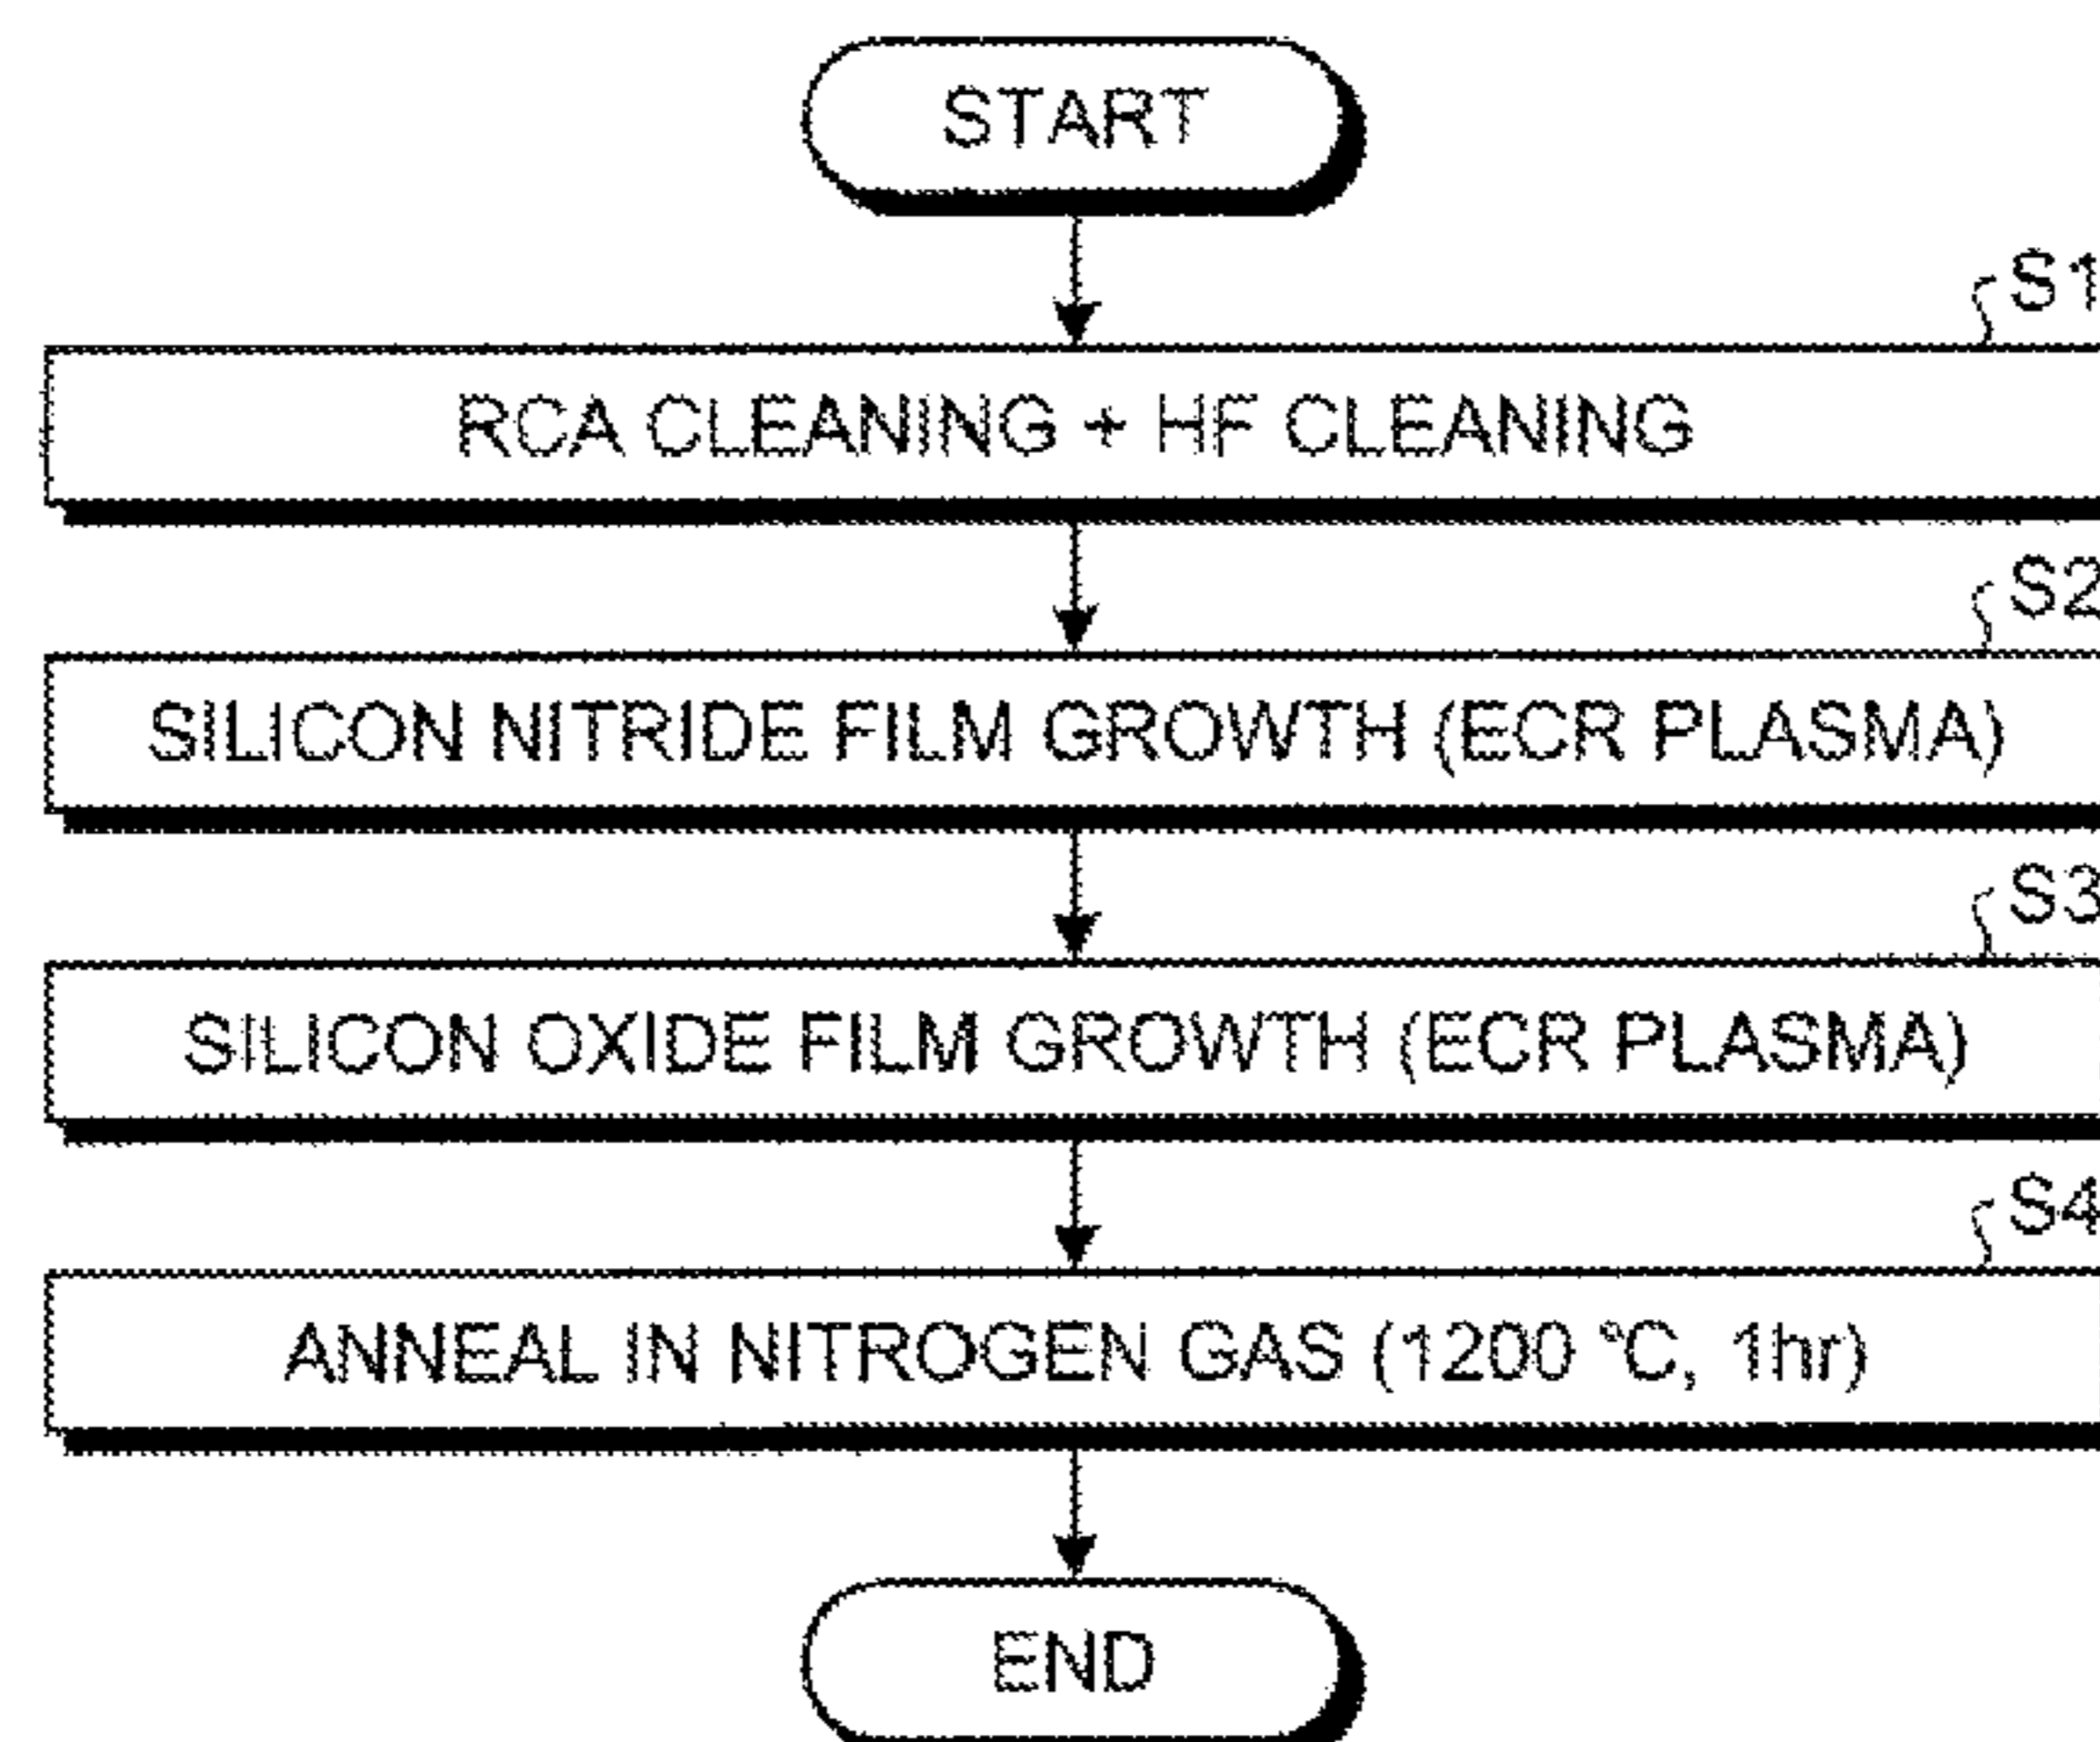 START
S1
RCA CLEANING + HF CLEANING
S2
SILICON NITRIDE FILM GROWTH (ECR PLASMA)
S3
SILICON OXIDE FILM GROWTH (ECR PLASMA)
S4
ANNEAL IN NITROGEN GAS (1200 °C, 1hr)
END